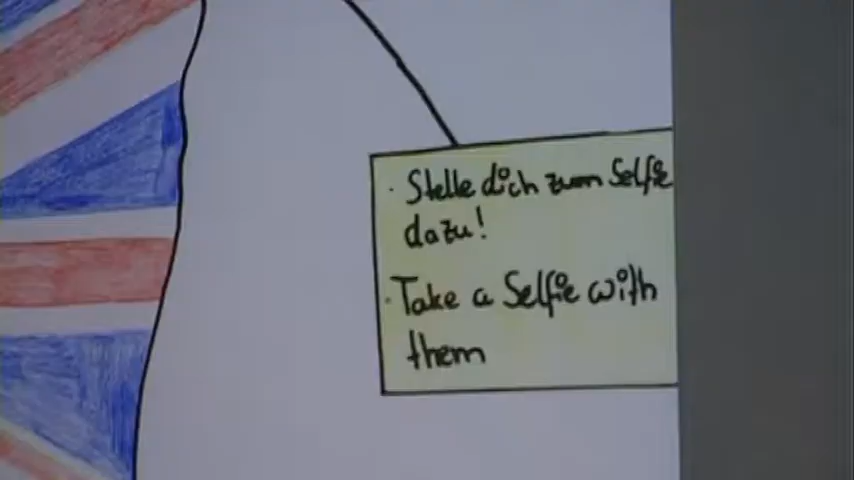 · Stelle dich zum Selfie
dazu!
· Take a Selfie with
them